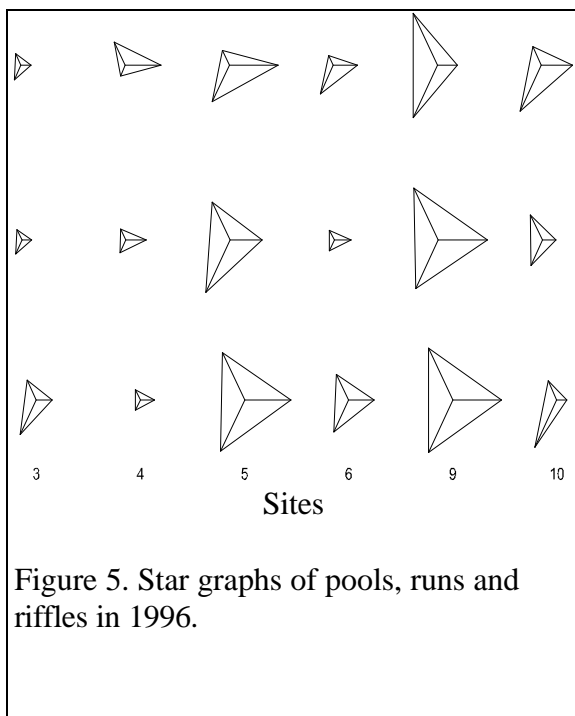 3 4 5 6 9 10
Sites
Figure 5. Star graphs of pools, runs and
riffles in 1996.